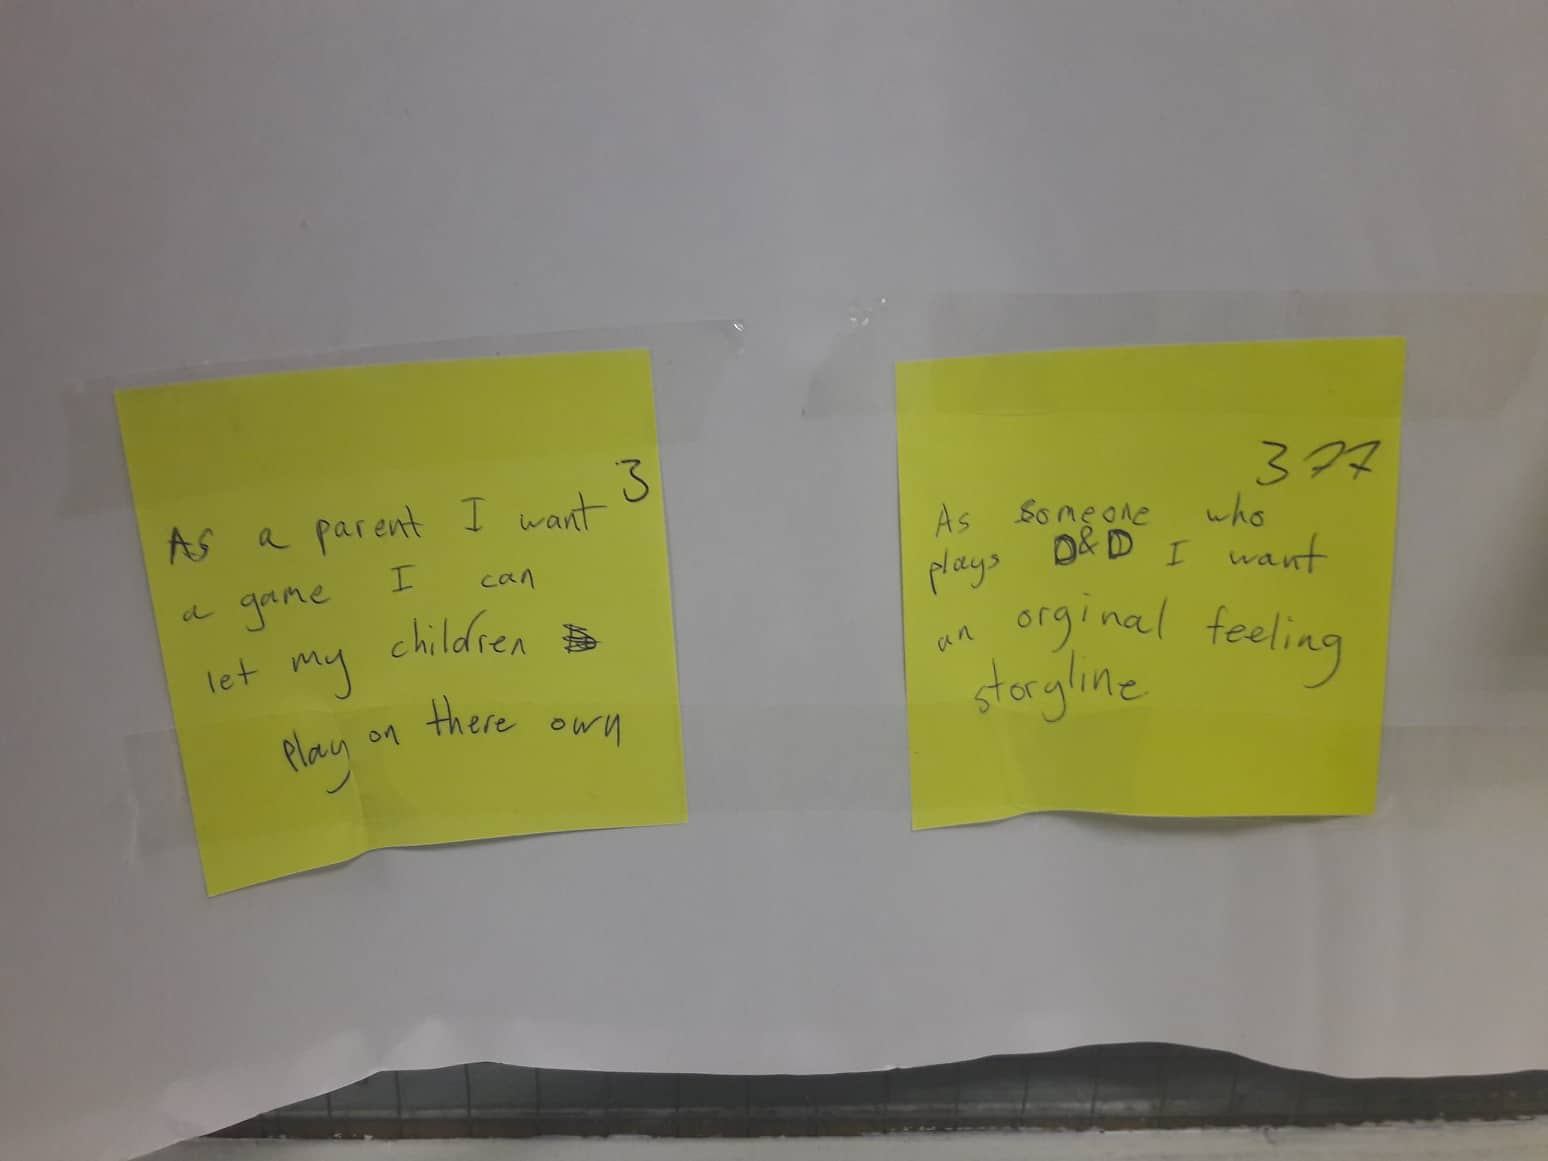 3
As a parent I want
a game I can
let my children
play on there own
377
As someone who
plays D&D I want
an orginal feeling
storyline